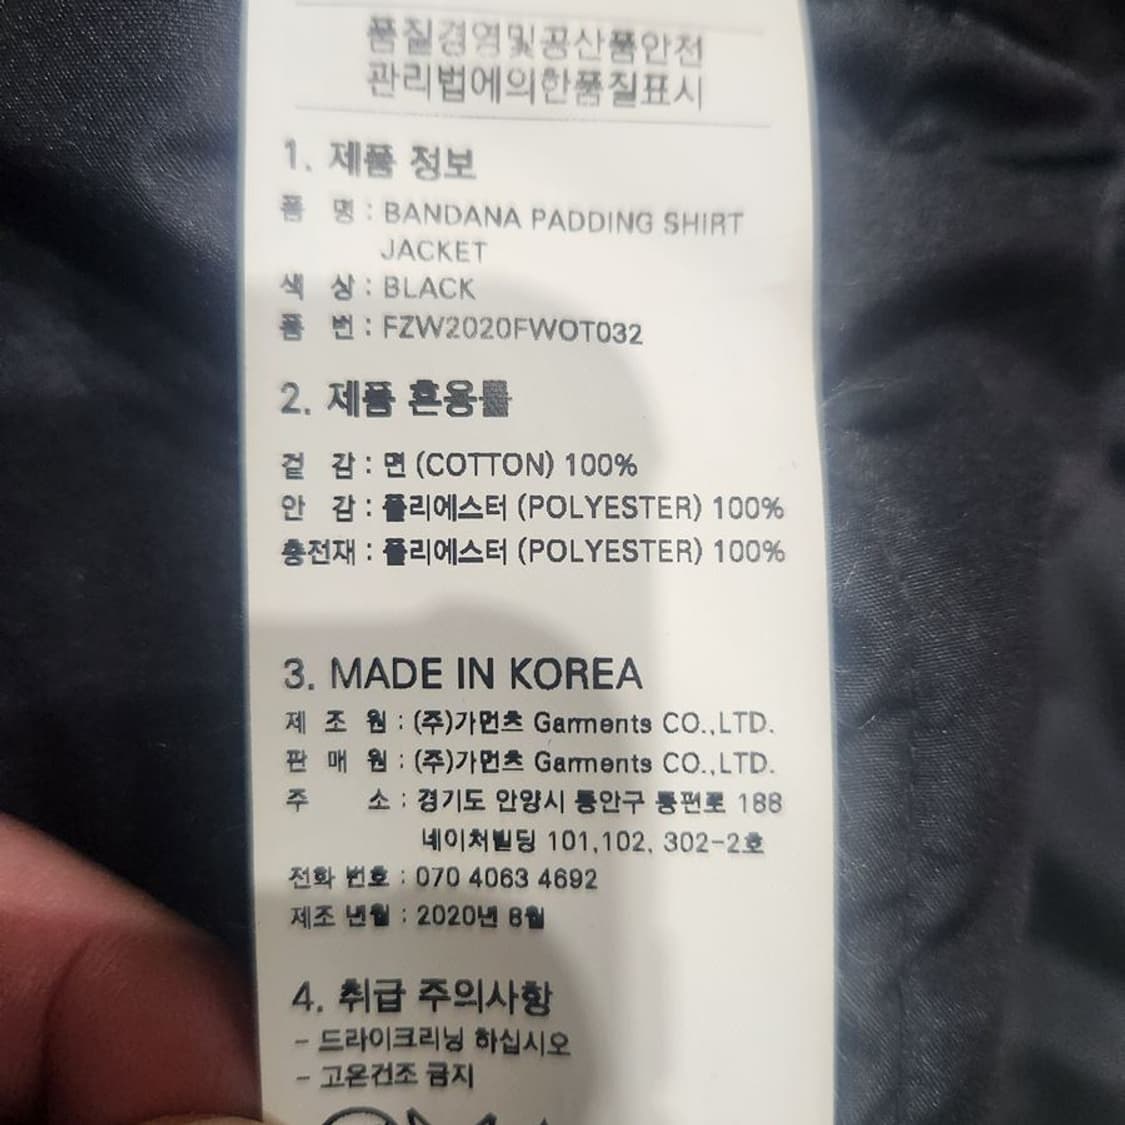 품질경영및공산품안전
관리법에의한품질표시
1. 제품 정보
품 명 : BANDANA PADDING SHIRT
JACKET
색 상 : BLACK
품 번 : FZW2020FWOT032
2. 제품 혼용률
겉 감 : 면 (COTTON) 100%
안 감 : 폴리에스터 (POLYESTER) 100%
충전재 : 폴리에스터 (POLYESTER) 100%
3. MADE IN KOREA
제 조 원 : (주)가먼츠 Garments CO.,LTD.
판 매 원 : (주)가먼츠 Garments CO.,LTD.
주 소 : 경기도 안양시 동안구 동편로 188
네이처빌딩 101,102, 302-2호
전화 번호 : 070 4063 4692
제조 년월 : 2020년 8월
4. 취급 주의사항
- 드라이크리닝 하십시오
- 고온건조 금지